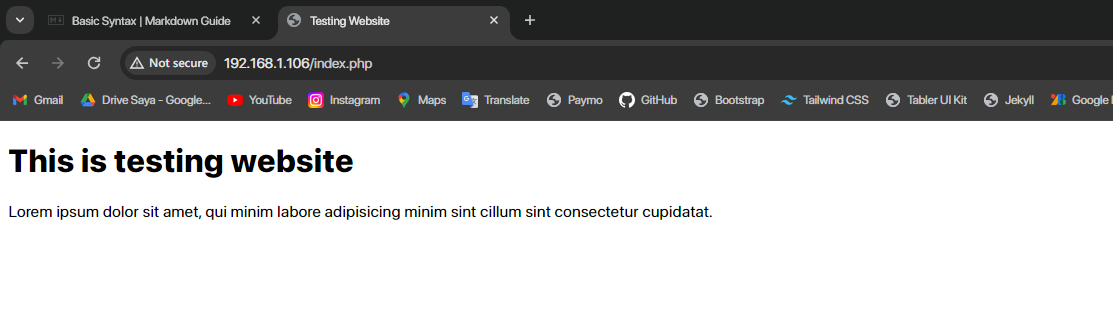 Basic Syntax | Markdown Guide
Testing Website
Not secure 192.168.1.106/index.php
Gmail Drive Saya - Google... YouTube Instagram Maps Translate Paymo GitHub Bootstrap Tailwind CSS Tabler UI Kit Jekyll Google
This is testing website
Lorem ipsum dolor sit amet, qui minim labore adipisicing minim sint cillum sint consectetur cupidatat.